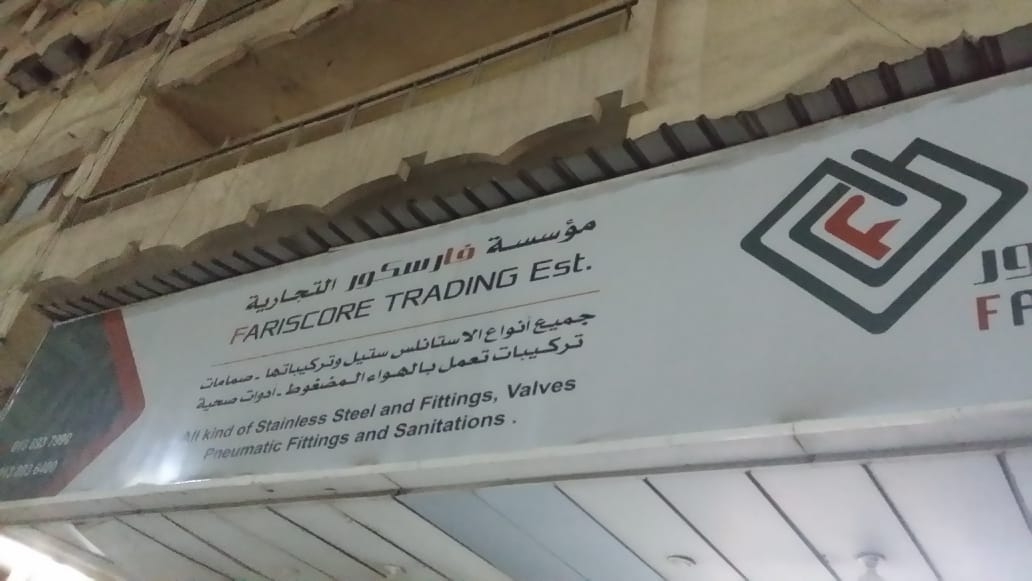 مؤسسة فارسكور التجارية
FARISCORE TRADING Est.
جميع أنواع الاستانلس ستيل وتركيباتها - صمامات
تركيبات تعمل بالهواء المضغوط - أدوات صحية
All kind of Stainless Steel and Fittings, Valves
Pneumatic Fittings and Sanitations .
F